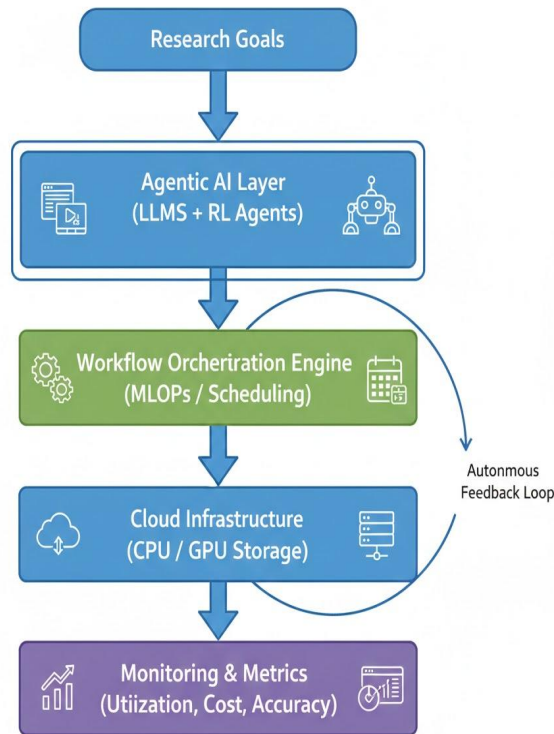 Research Goals
Agentic AI Layer
(LLMS + RL Agents)
Workflow Orcheriration Engine
(MLOPs / Scheduling)
Autonmous
Feedback Loop
Cloud Infrastructure
(CPU / GPU Storage)
Monitoring & Metrics
(Utiization, Cost, Accuracy)